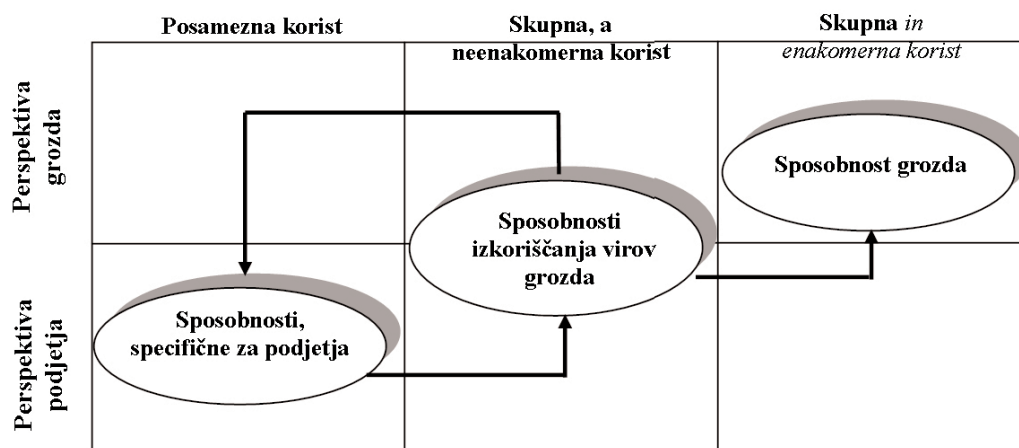 Posamezna korist
Skupna, a
neenakomerna korist
Skupna in
enakomerna korist
Perspektiva
grozda
Sposobnost grozda
Sposobnosti
izkoriščanja virov
grozda
Perspektiva
podjetja
Sposobnosti,
specifične za podjetja